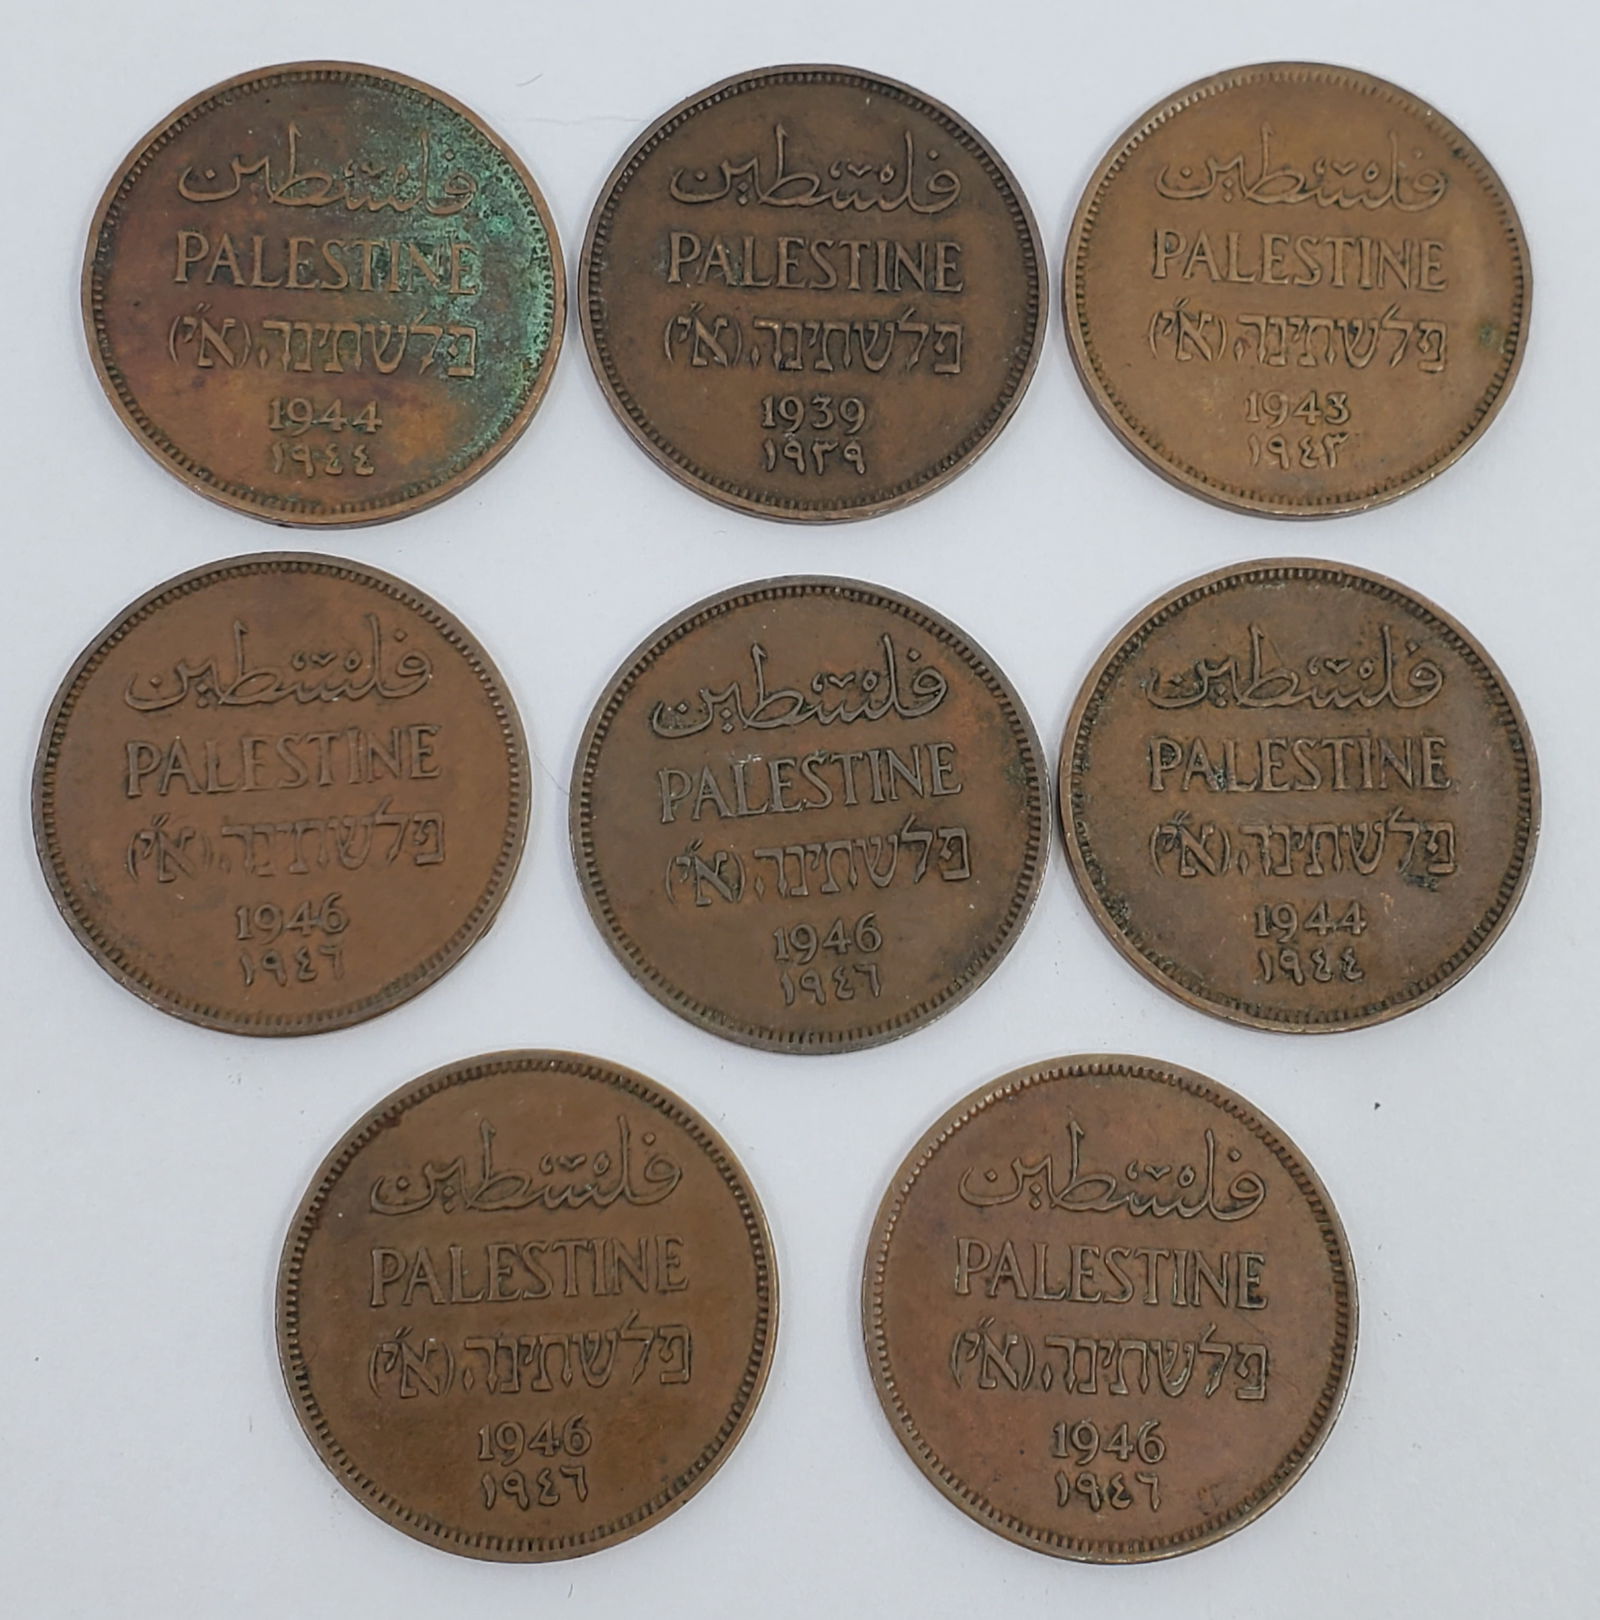 فلسطين
PALESTINE
פלשתינה (א״י)
1944
١٩٤٤
فلسطين
PALESTINE
פלשתינה (א״י)
1939
١٩٣٩
فلسطين
PALESTINE
פלשתינה (א״י)
1943
١٩٤٣
فلسطين
PALESTINE
פלשתינה (א״י)
1946
١٩٤٦
فلسطين
PALESTINE
פלשתינה (א״י)
1946
١٩٤٦
فلسطين
PALESTINE
פלשתינה (א״י)
1944
١٩٤٤
فلسطين
PALESTINE
פלשתינה (א״י)
1946
١٩٤٦
فلسطين
PALESTINE
פלשתינה (א״י)
1946
١٩٤٦